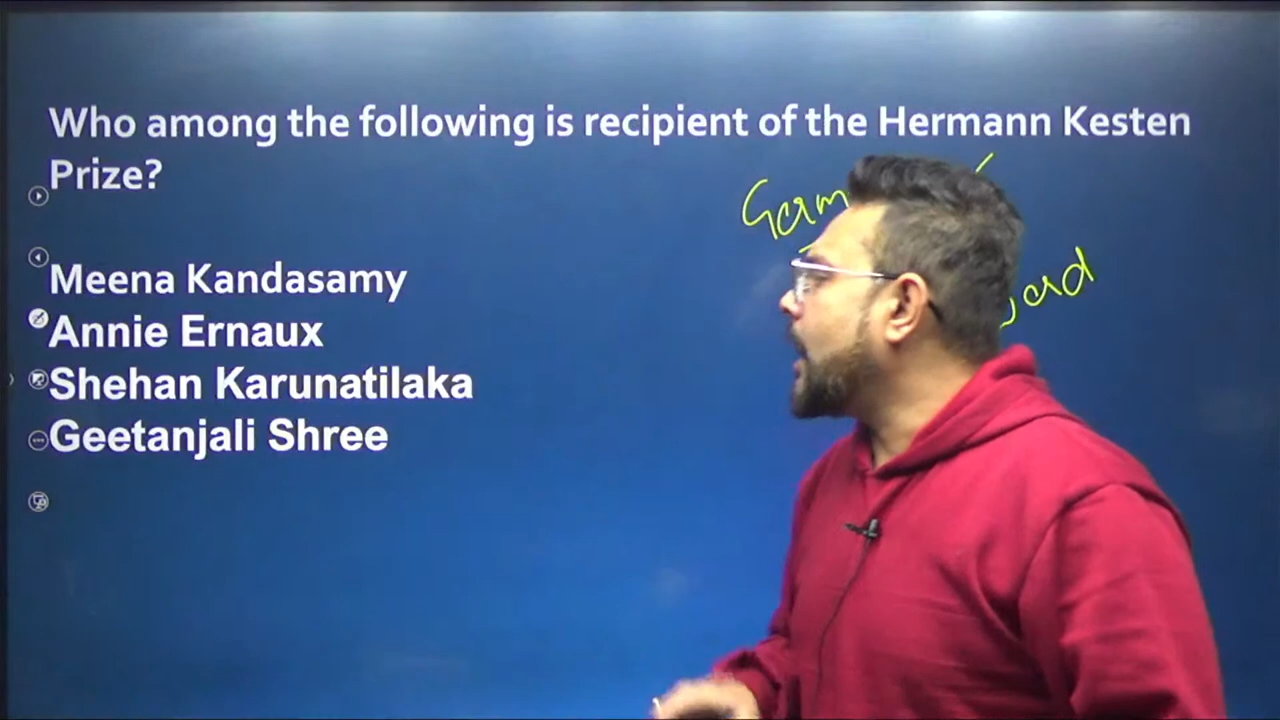 Who among the following is recipient of the Hermann Kesten
Prize?
Meena Kandasamy
Annie Ernaux
Shehan Karunatilaka
Geetanjali Shree